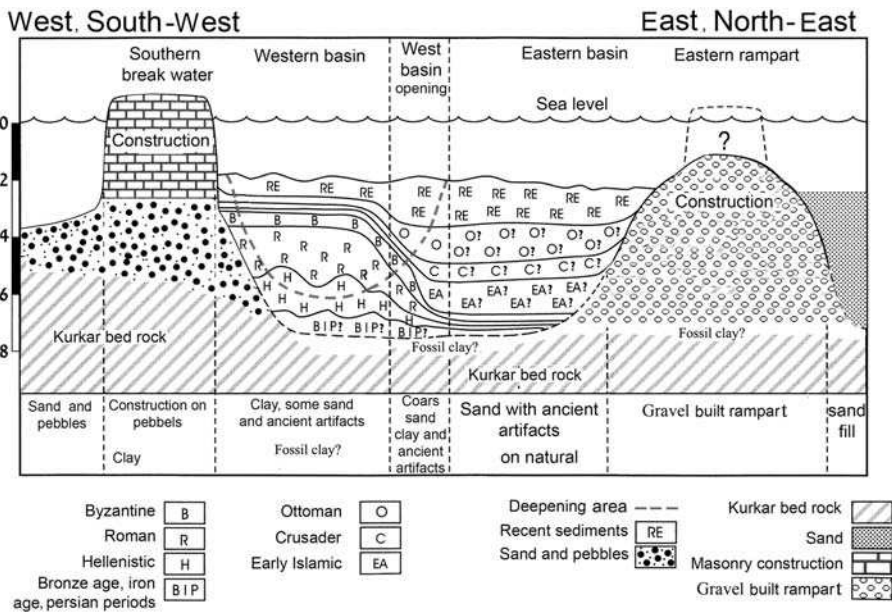 West, South-West
East, North-East
Southern
break water
Western basin
West
basin
opening
Eastern basin
Eastern rampart
Sea level
0
2
4
6
8
Construction
?
Construction
RE RE RE RE
RE RE RE RE RE
RE RE RE RE RE
B B B B
O O? O? O? O?
O? O? O? O? O?
R R R R
C C? C? C? C?
R R R R B
H H H
EA EA? EA? EA?
EA? EA? EA?
H H H H R
H
B I P? B I P? B I P?
Fossil clay?
Fossil clay?
Kurkar bed rock
Kurkar bed rock
Sand and
pebbles
Construction on
pebbels
Clay
Clay, some sand
and ancient artifacts
Fossil clay?
Coars
sand
clay and
ancient
artifacts
Sand with ancient
artifacts
on natural
Gravel built rampart
sand
fill
Byzantine B
Roman R
Hellenistic H
Bronze age, iron
age, persian periods B I P
Ottoman O
Crusader C
Early Islamic EA
Deepening area
Recent sediments RE
Sand and pebbles
Kurkar bed rock
Sand
Masonry construction
Gravel built rampart